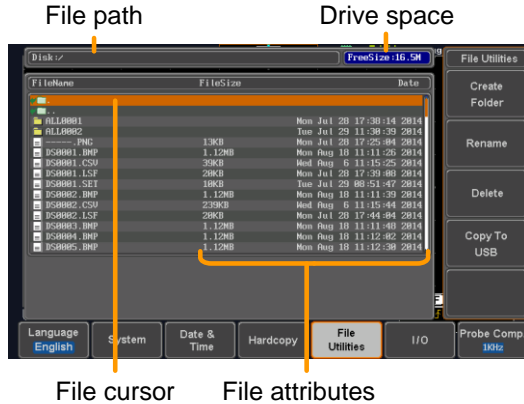 File path
Drive space
Disk:/
FreeSize:16.5M
File Utilities
FileName FileSize Date
.
..
ALL0001 Mon Jul 28 17:38:14 2014
ALL0002 Tue Jul 29 11:30:39 2014
-----.PNG 13KB Mon Jul 28 17:25:04 2014
DS0001.BMP 1.12MB Mon Aug 18 11:11:26 2014
DS0001.CSV 39KB Wed Aug 6 11:15:25 2014
DS0001.LSF 20KB Mon Jul 28 17:39:08 2014
DS0001.SET 10KB Tue Jul 29 08:51:47 2014
DS0002.BMP 1.12MB Mon Aug 18 11:11:39 2014
DS0002.CSV 239KB Wed Aug 6 11:15:44 2014
DS0002.LSF 20KB Mon Jul 28 17:44:04 2014
DS0003.BMP 1.12MB Mon Aug 18 11:11:48 2014
DS0004.BMP 1.12MB Mon Aug 18 11:12:02 2014
DS0005.BMP 1.12MB Mon Aug 18 11:12:30 2014
Create
Folder
Rename
Delete
Copy To
USB
Language
English
System
Date &
Time
Hardcopy
File
Utilities
I/O
Probe Comp
1KHz
File cursor
File attributes